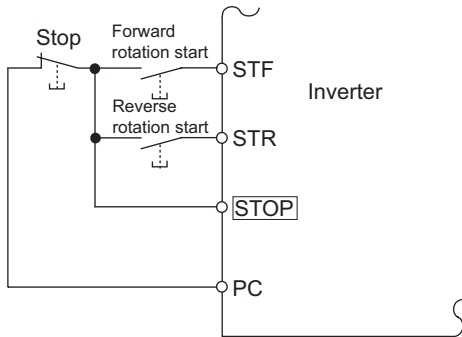 Stop
Forward
rotation start
STF
Inverter
Reverse
rotation start
STR
STOP
PC